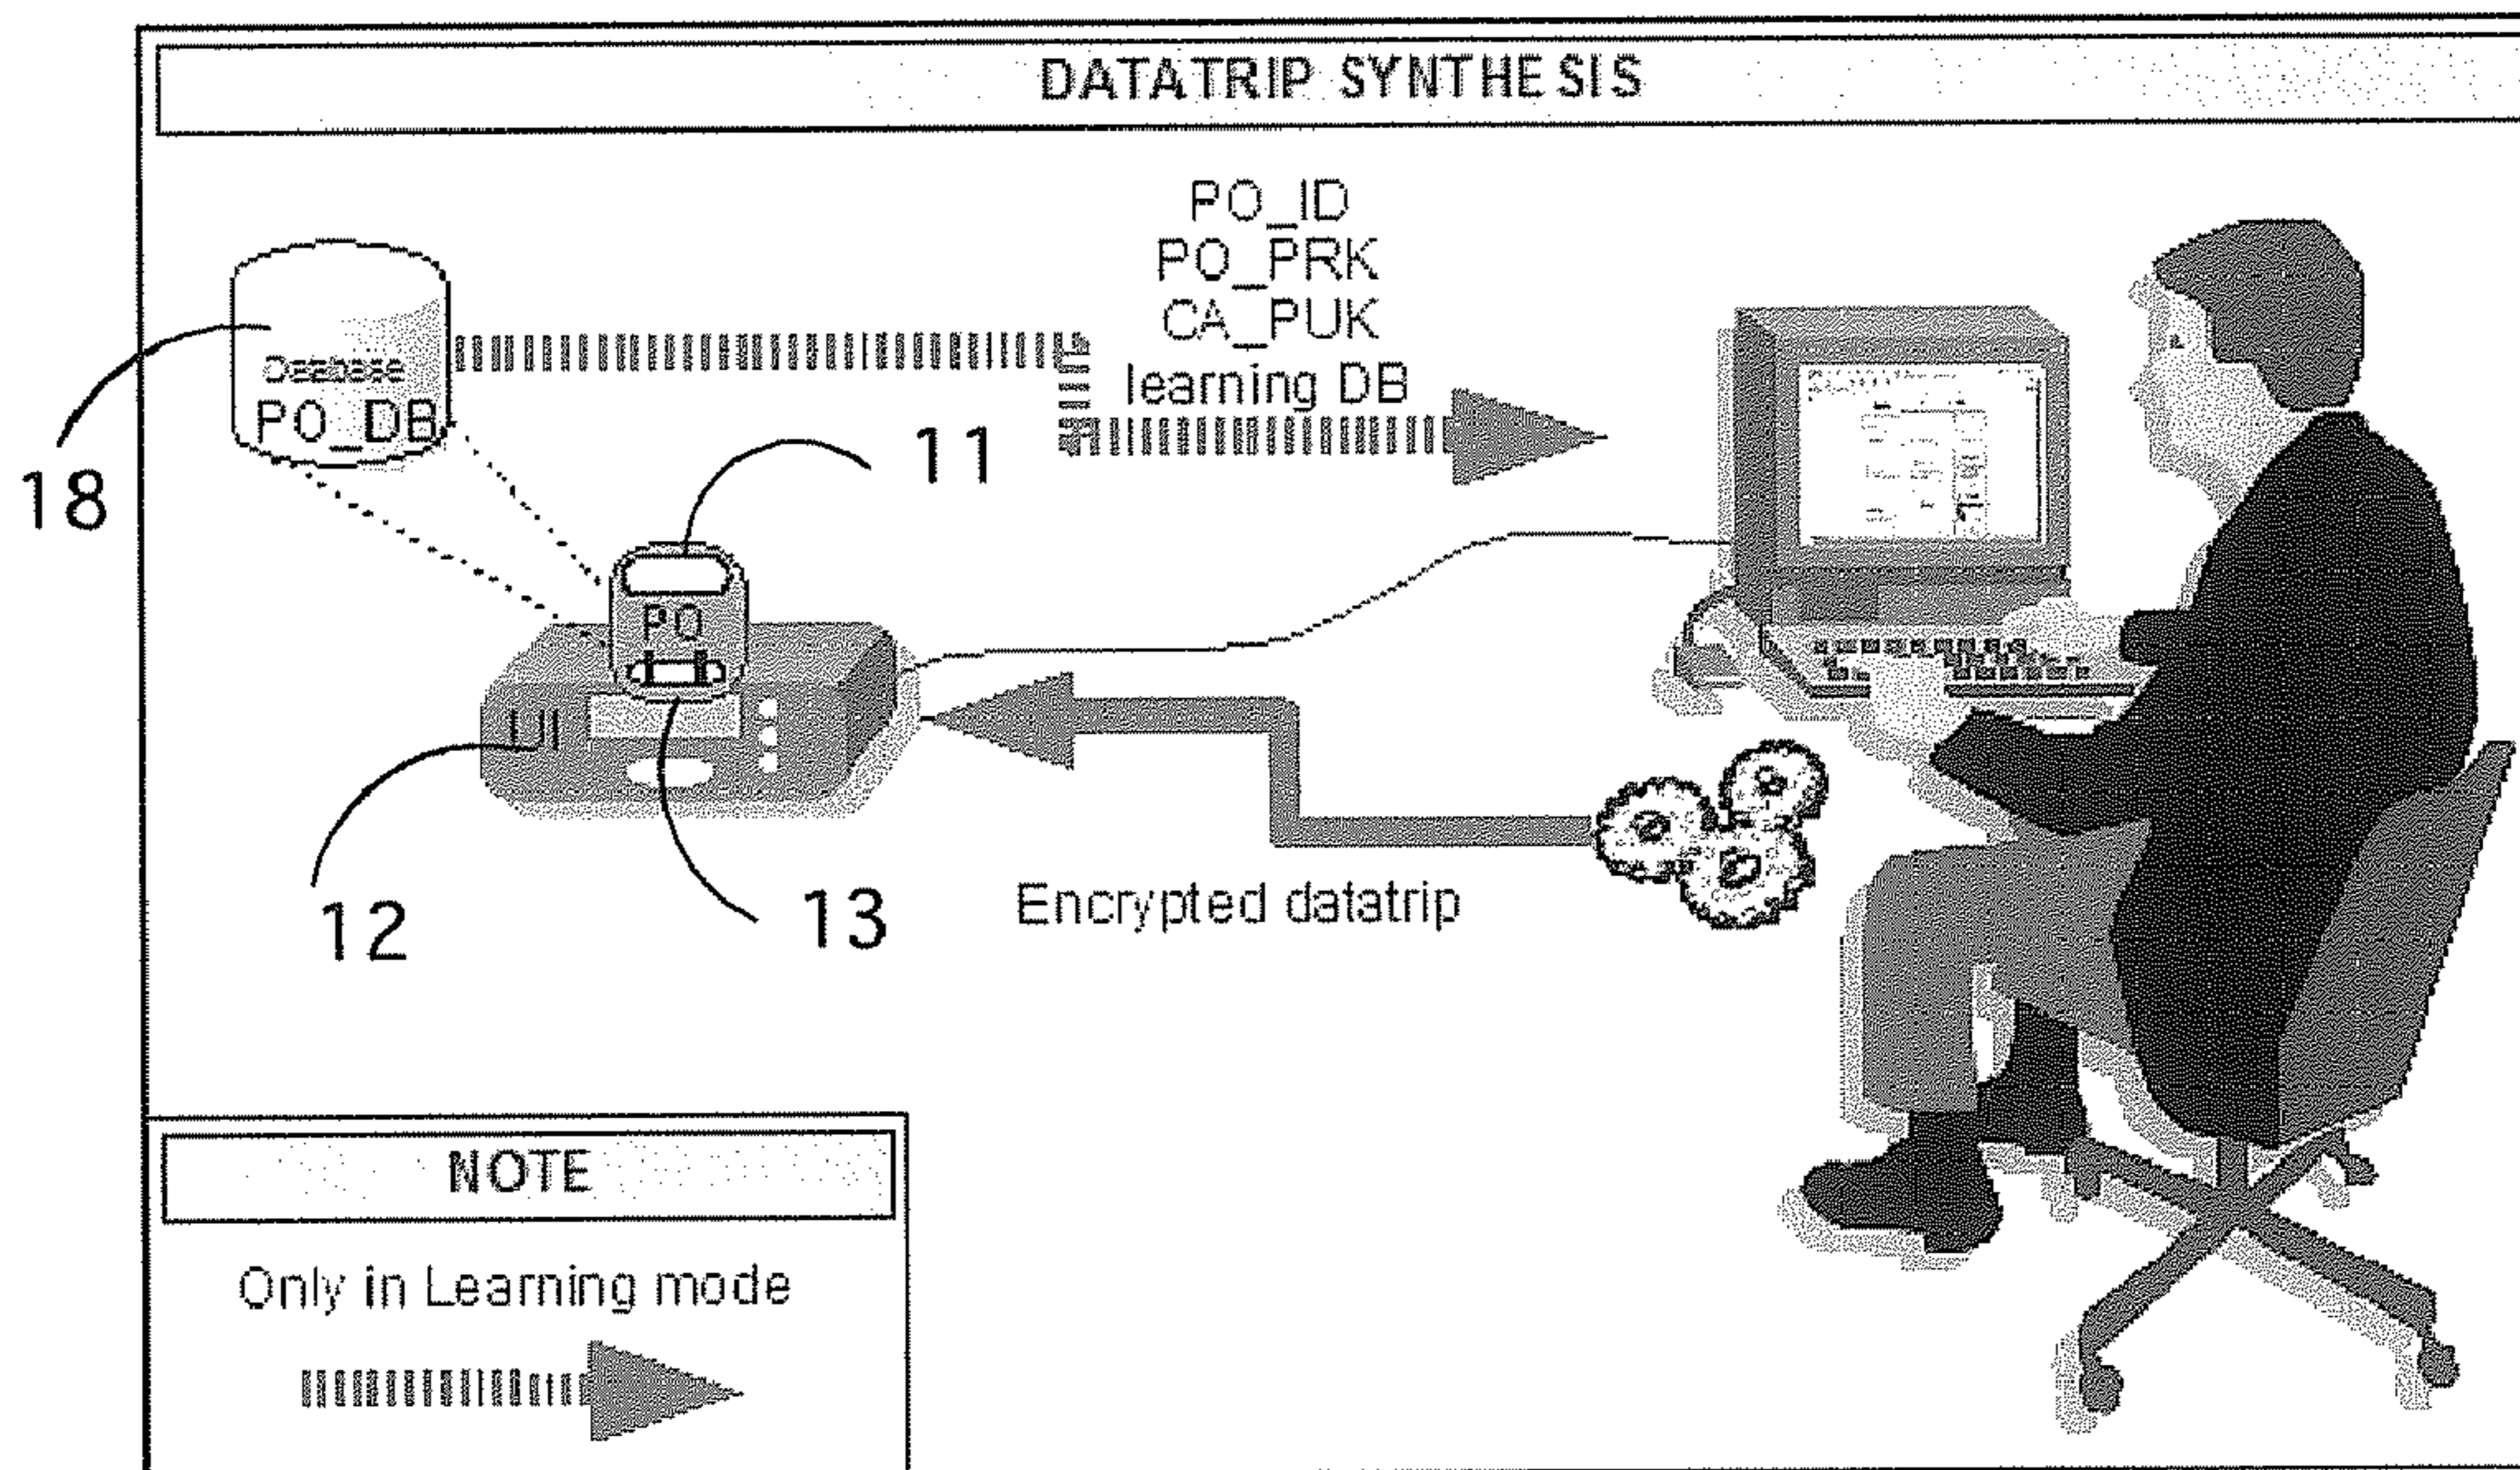 DATATRIP SYNTHESIS
PO_ID
PO_PRK
CA_PUK
learning DB
Database
PO_DB
18
11
PO
UI
12
13
Encrypted datatrip
NOTE
Only in Learning mode